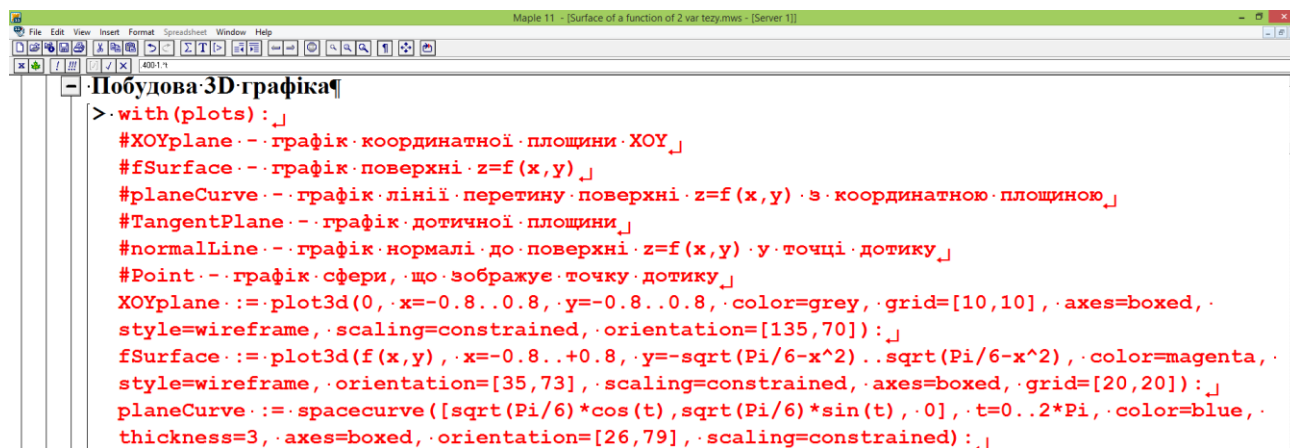 Maple 11 - [Surface of a function of 2 var tezy.mws - [Server 1]]
File Edit View Insert Format Spreadsheet Window Help
.400-1.*t
Побудова 3D графіка¶
> with(plots):
#XOYplane - графік координатної площини XOY
#fSurface - графік поверхні z=f(x,y)
#planeCurve - графік лінії перетину поверхні z=f(x,y) з координатною площиною
#TangentPlane - графік дотичної площини
#normalLine - графік нормалі до поверхні z=f(x,y) у точці дотику
#Point - графік сфери, що зображує точку дотику
XOYplane := plot3d(0, x=-0.8..0.8, y=-0.8..0.8, color=grey, grid=[10,10], axes=boxed,
style=wireframe, scaling=constrained, orientation=[135,70]):
fSurface := plot3d(f(x,y), x=-0.8..+0.8, y=-sqrt(Pi/6-x^2)..sqrt(Pi/6-x^2), color=magenta,
style=wireframe, orientation=[35,73], scaling=constrained, axes=boxed, grid=[20,20]):
planeCurve := spacecurve([sqrt(Pi/6)*cos(t),sqrt(Pi/6)*sin(t), 0], t=0..2*Pi, color=blue,
thickness=3, axes=boxed, orientation=[26,79], scaling=constrained):